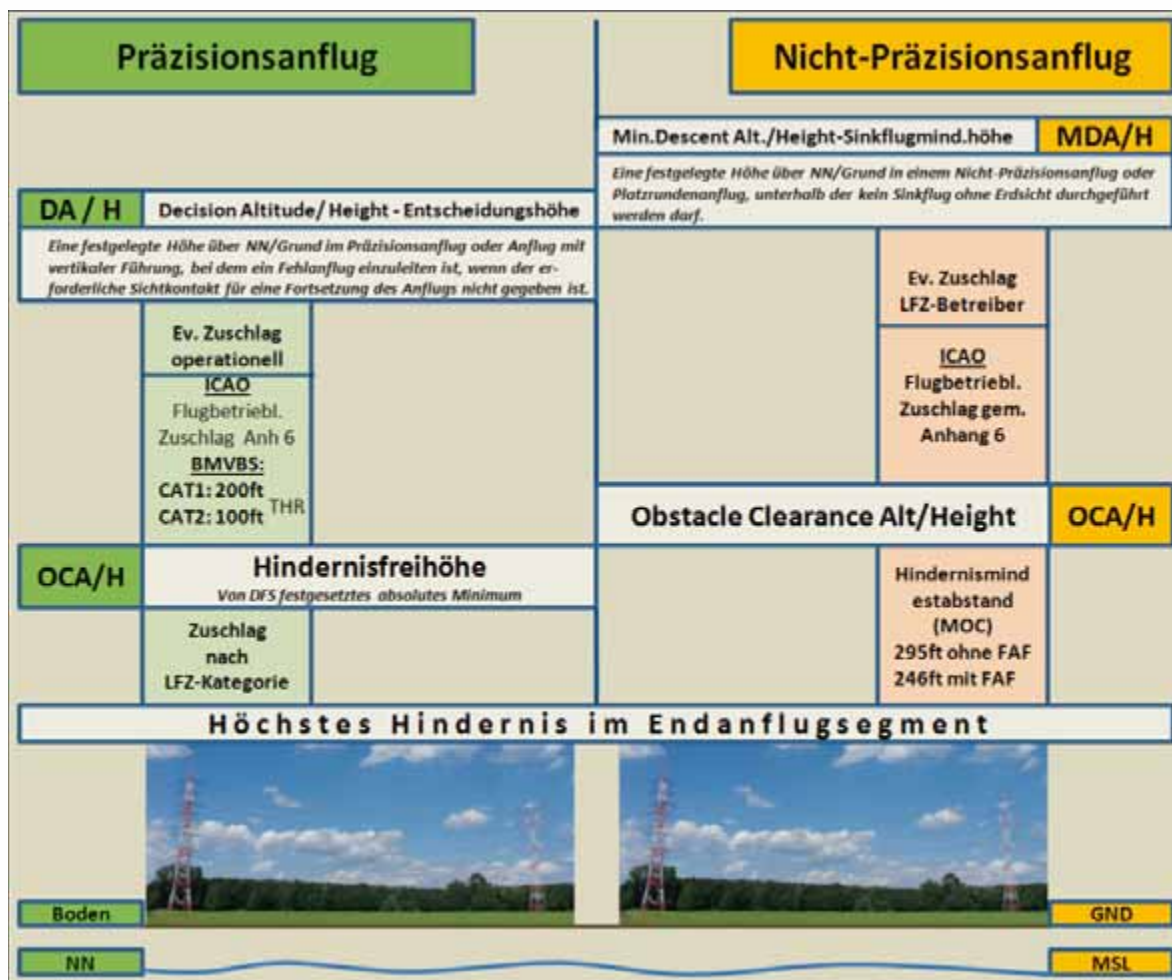 Präzisionsanflug
DA / H
Decision Altitude/ Height - Entscheidungshöhe
Eine festgelegte Höhe über NN/Grund im Präzisionsanflug oder Anflug mit
vertikaler Führung, bei dem ein Fehlanflug einzuleiten ist, wenn der er-
forderliche Sichtkontakt für eine Fortsetzung des Anflugs nicht gegeben ist.
Ev. Zuschlag
operationell
ICAO
Flugbetriebl.
Zuschlag Anh 6
BMVBS:
CAT1: 200ft
CAT2: 100ft
THR
OCA/H
Hindernisfreihöhe
Von DFS festgesetztes absolutes Minimum
Zuschlag
nach
LFZ-Kategorie
Nicht-Präzisionsanflug
Min.Descent Alt./Height-Sinkflugmind.höhe
MDA/H
Eine festgelegte Höhe über NN/Grund in einem Nicht-Präzisionsanflug oder
Platzrundenanflug, unterhalb der kein Sinkflug ohne Erdsicht durchgeführt
werden darf.
Ev. Zuschlag
LFZ-Betreiber
ICAO
Flugbetriebl.
Zuschlag gem.
Anhang 6
Obstacle Clearance Alt/Height
OCA/H
Hindernismind
estabstand
(MOC)
295ft ohne FAF
246ft mit FAF
Höchstes Hindernis im Endanflugsegment
Boden
GND
NN
MSL